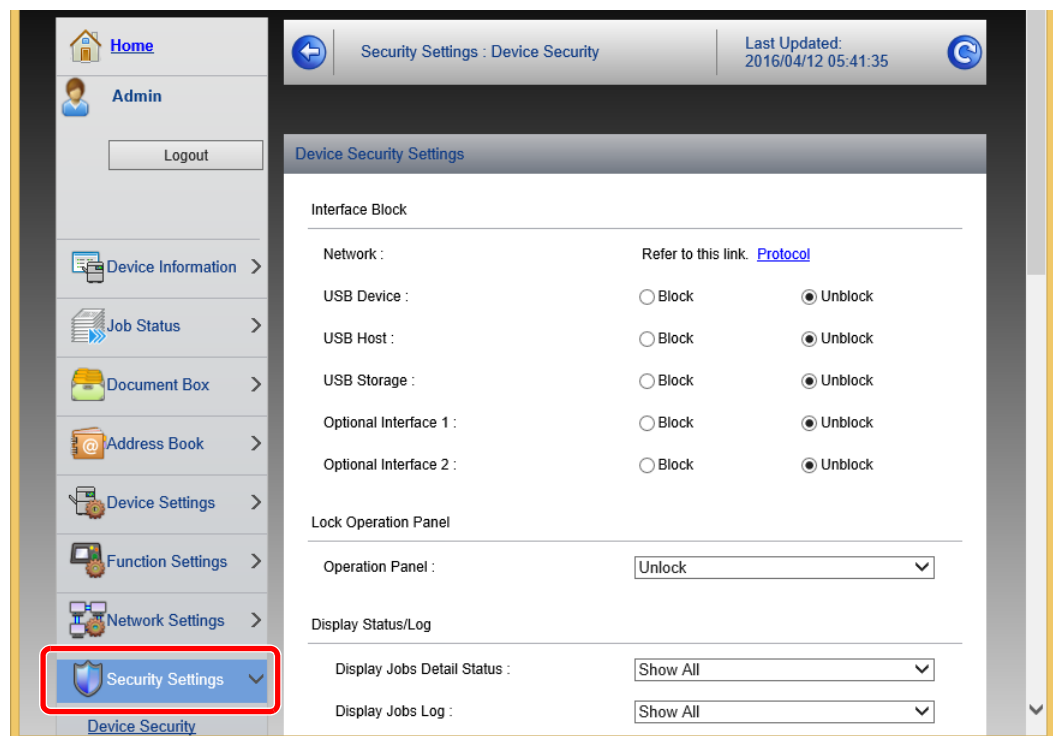 Home
Admin
Logout
Device Information
Job Status
Document Box
Address Book
Device Settings
Function Settings
Network Settings
Security Settings
Device Security
Security Settings : Device Security
Last Updated:
2016/04/12 05:41:35
Device Security Settings
Interface Block
Network : Refer to this link. Protocol
USB Device : Block Unblock
USB Host : Block Unblock
USB Storage : Block Unblock
Optional Interface 1 : Block Unblock
Optional Interface 2 : Block Unblock
Lock Operation Panel
Operation Panel : Unlock
Display Status/Log
Display Jobs Detail Status : Show All
Display Jobs Log : Show All